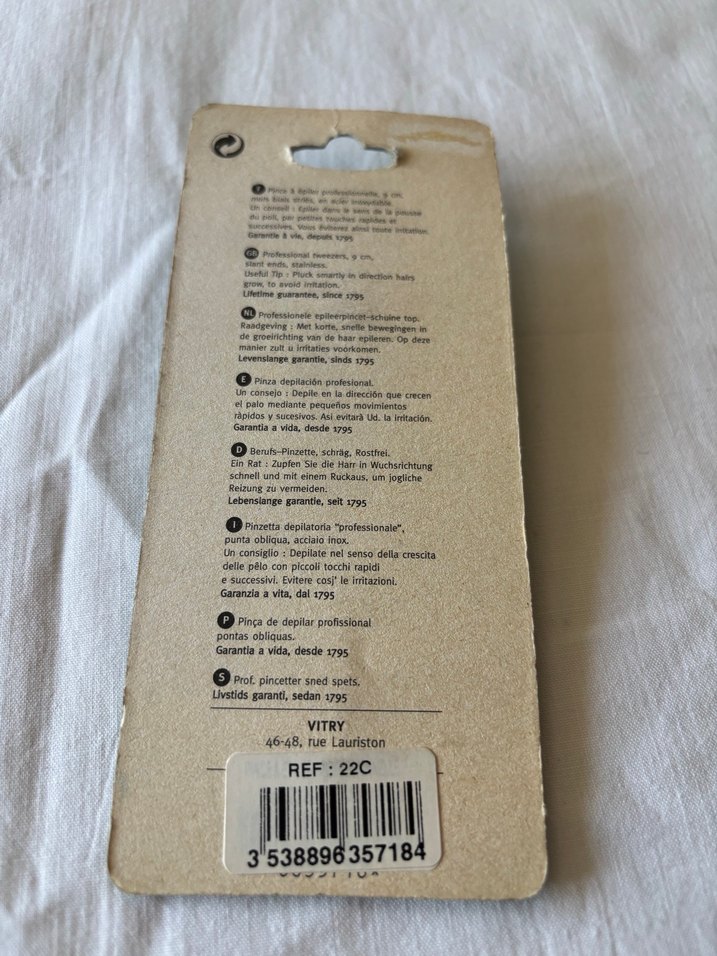 F Pince à épiler professionnelle, 9 cm,
mors biais striés, en acier inoxydable.
Un conseil : Epiler dans le sens de la pousse
du poil, par petites touches rapides et
successives. Vous éviterez ainsi toute irritation.
Garantie à vie, depuis 1795
GB Professional tweezers, 9 cm,
slant ends, stainless.
Useful Tip : Pluck smartly in direction hairs
grow, to avoid irritation.
Lifetime guarantee, since 1795
NL Professionele epileerpincet-schuine top.
Raadgeving : Met korte, snelle bewegingen in
de groeirichting van de haar epileren. Op deze
manier zult u irritaties voorkomen.
Levenslange garantie, sinds 1795
E Pinza depilación profesional.
Un consejo : Depile en la dirección que crecen
el palo mediante pequeños movimientos
ràpidos y sucesivos. Asi evitarà Ud. la irritación.
Garantia a vida, desde 1795
D Berufs-Pinzette, schräg, Rostfrei.
Ein Rat : Zupfen Sie die Harr in Wuchsrichtung
schnell und mit einem Ruckaus, um jogliche
Reizung zu vermeiden.
Lebenslange garantie, seit 1795
I Pinzetta depilatoria "professionale",
punta obliqua, acciaio inox.
Un consiglio : Depilate nel senso della crescita
delle pêlo con piccoli tocchi rapidi
e successivi. Evitere cosj' le irritazioni.
Garanzia a vita, dal 1795
P Pinça de depilar profissional
pontas obliquas.
Garantia a vida, desde 1795
S Prof. pincetter sned spets.
Livstids garanti, sedan 1795
VITRY
46-48, rue Lauriston
REF : 22C
3 538896 357184